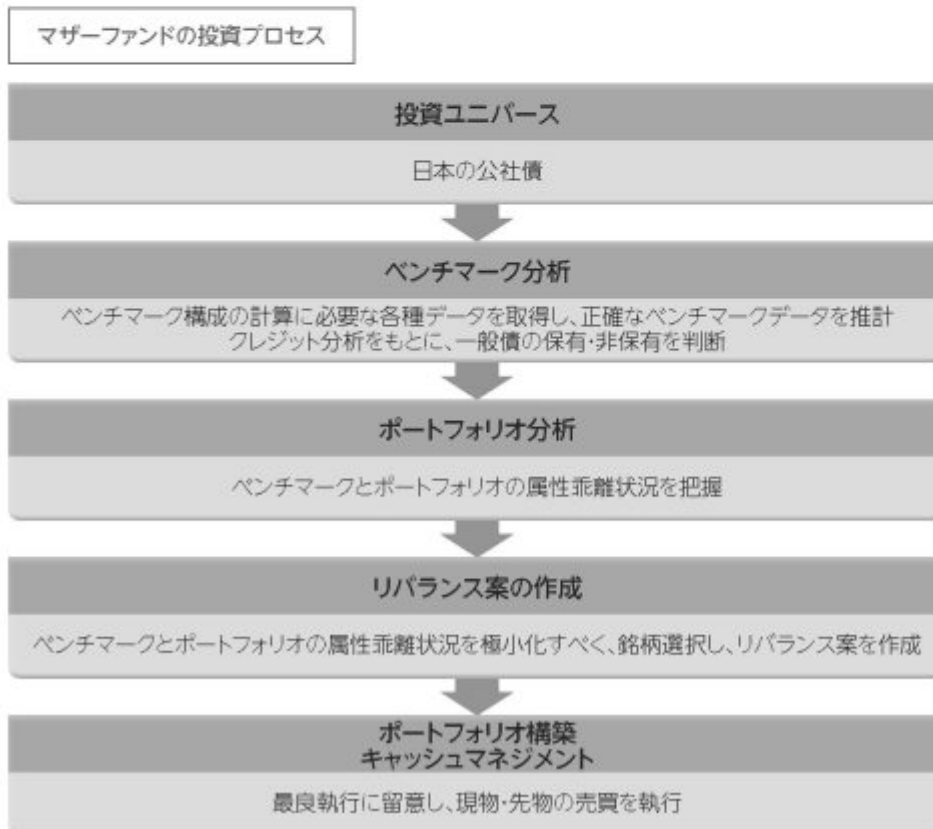 マザーファンドの投資プロセス
投資ユニバース
日本の公社債
ベンチマーク分析
ベンチマーク構成の計算に必要な各種データを取得し、正確なベンチマークデータを推計
クレジット分析をもとに、一般債の保有・非保有を判断
ポートフォリオ分析
ベンチマークとポートフォリオの属性乖離状況を把握
リバランス案の作成
ベンチマークとポートフォリオの属性乖離状況を極小化すべく、銘柄選択し、リバランス案を作成
ポートフォリオ構築
キャッシュマネジメント
最良執行に留意し、現物・先物の売買を執行